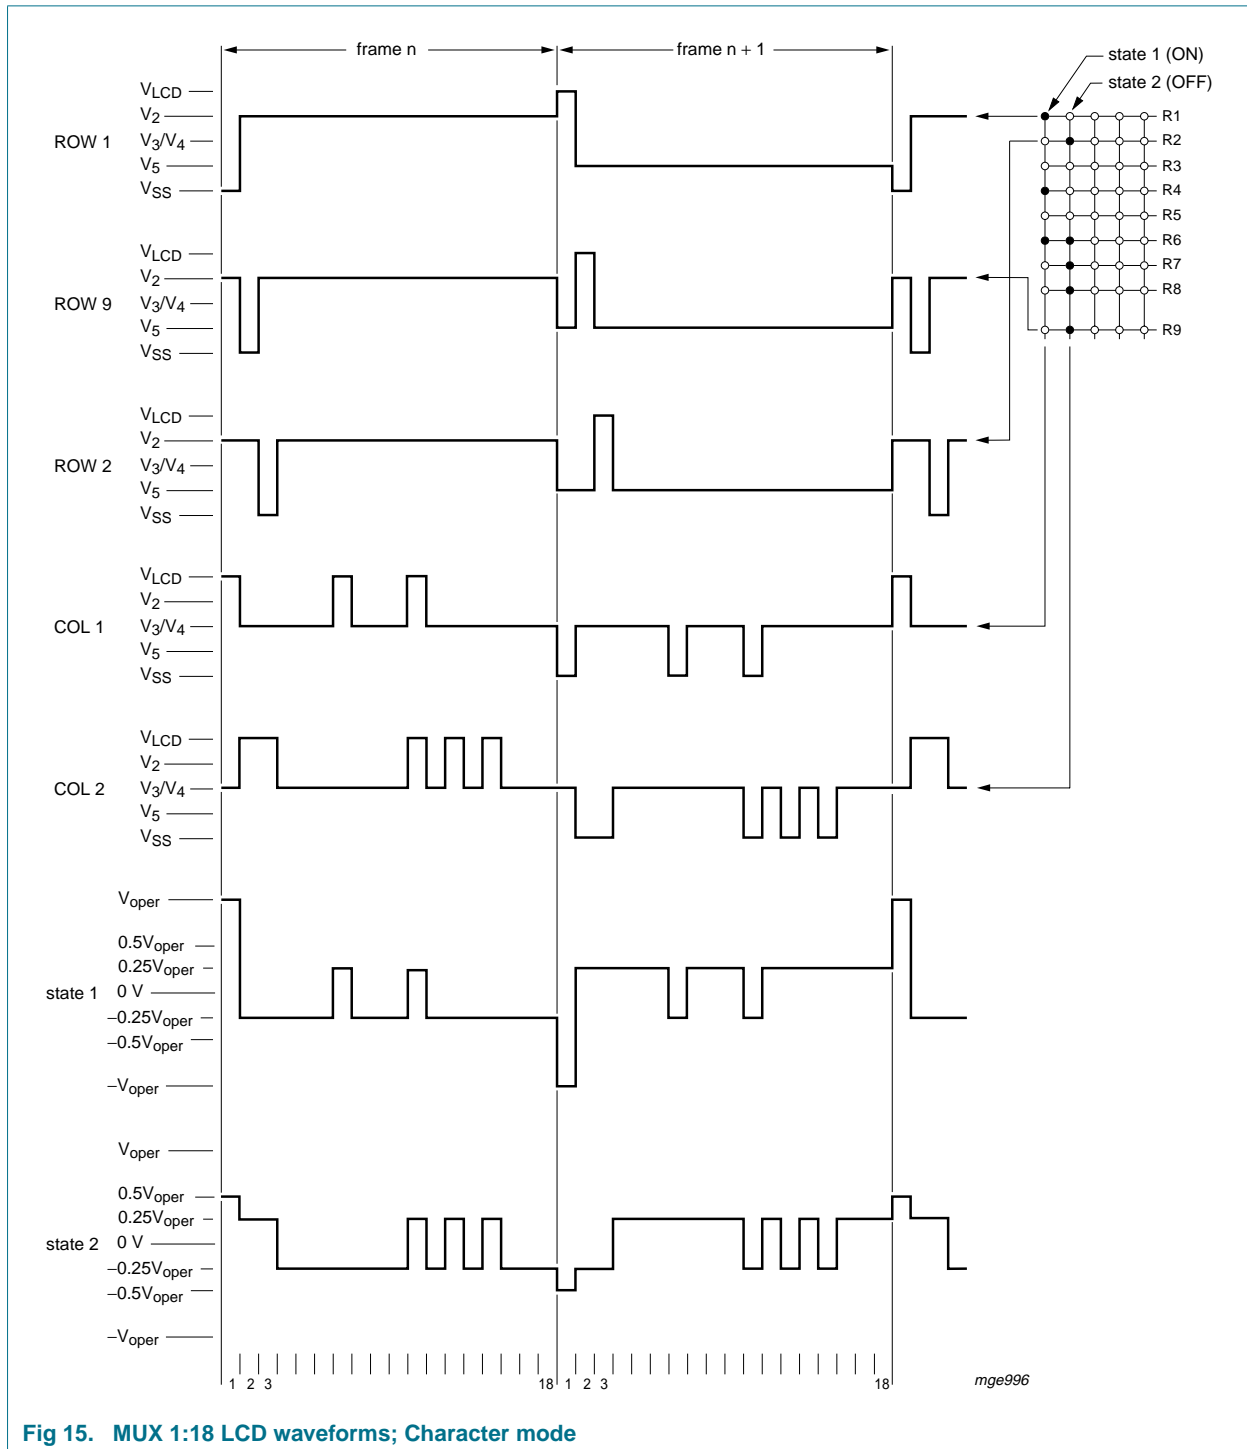 frame n
frame n + 1
state 1 (ON)
state 2 (OFF)
ROW 1
VLCD
V2
V3/V4
V5
VSS
R1
R2
R3
R4
R5
R6
R7
R8
R9
ROW 9
VLCD
V2
V3/V4
V5
VSS
ROW 2
VLCD
V2
V3/V4
V5
VSS
COL 1
VLCD
V2
V3/V4
V5
VSS
COL 2
VLCD
V2
V3/V4
V5
VSS
state 1
Voper
0.5Voper
0.25Voper
0 V
−0.25Voper
−0.5Voper
−Voper
state 2
Voper
0.5Voper
0.25Voper
0 V
−0.25Voper
−0.5Voper
−Voper
1 2 3 18 1 2 3 18
mge996
Fig 15. MUX 1:18 LCD waveforms; Character mode